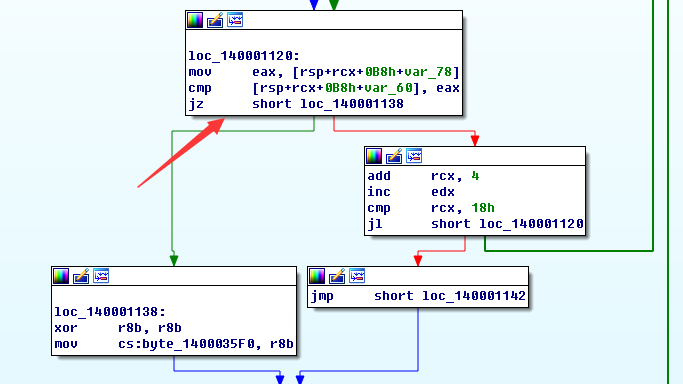 loc_140001120:
mov     eax, [rsp+rcx+0B8h+var_78]
cmp     [rsp+rcx+0B8h+var_60], eax
jz      short loc_140001138
add     rcx, 4
inc     edx
cmp     rcx, 18h
jl      short loc_140001120
loc_140001138:
xor     r8b, r8b
mov     cs:byte_1400035F0, r8b
jmp     short loc_140001142